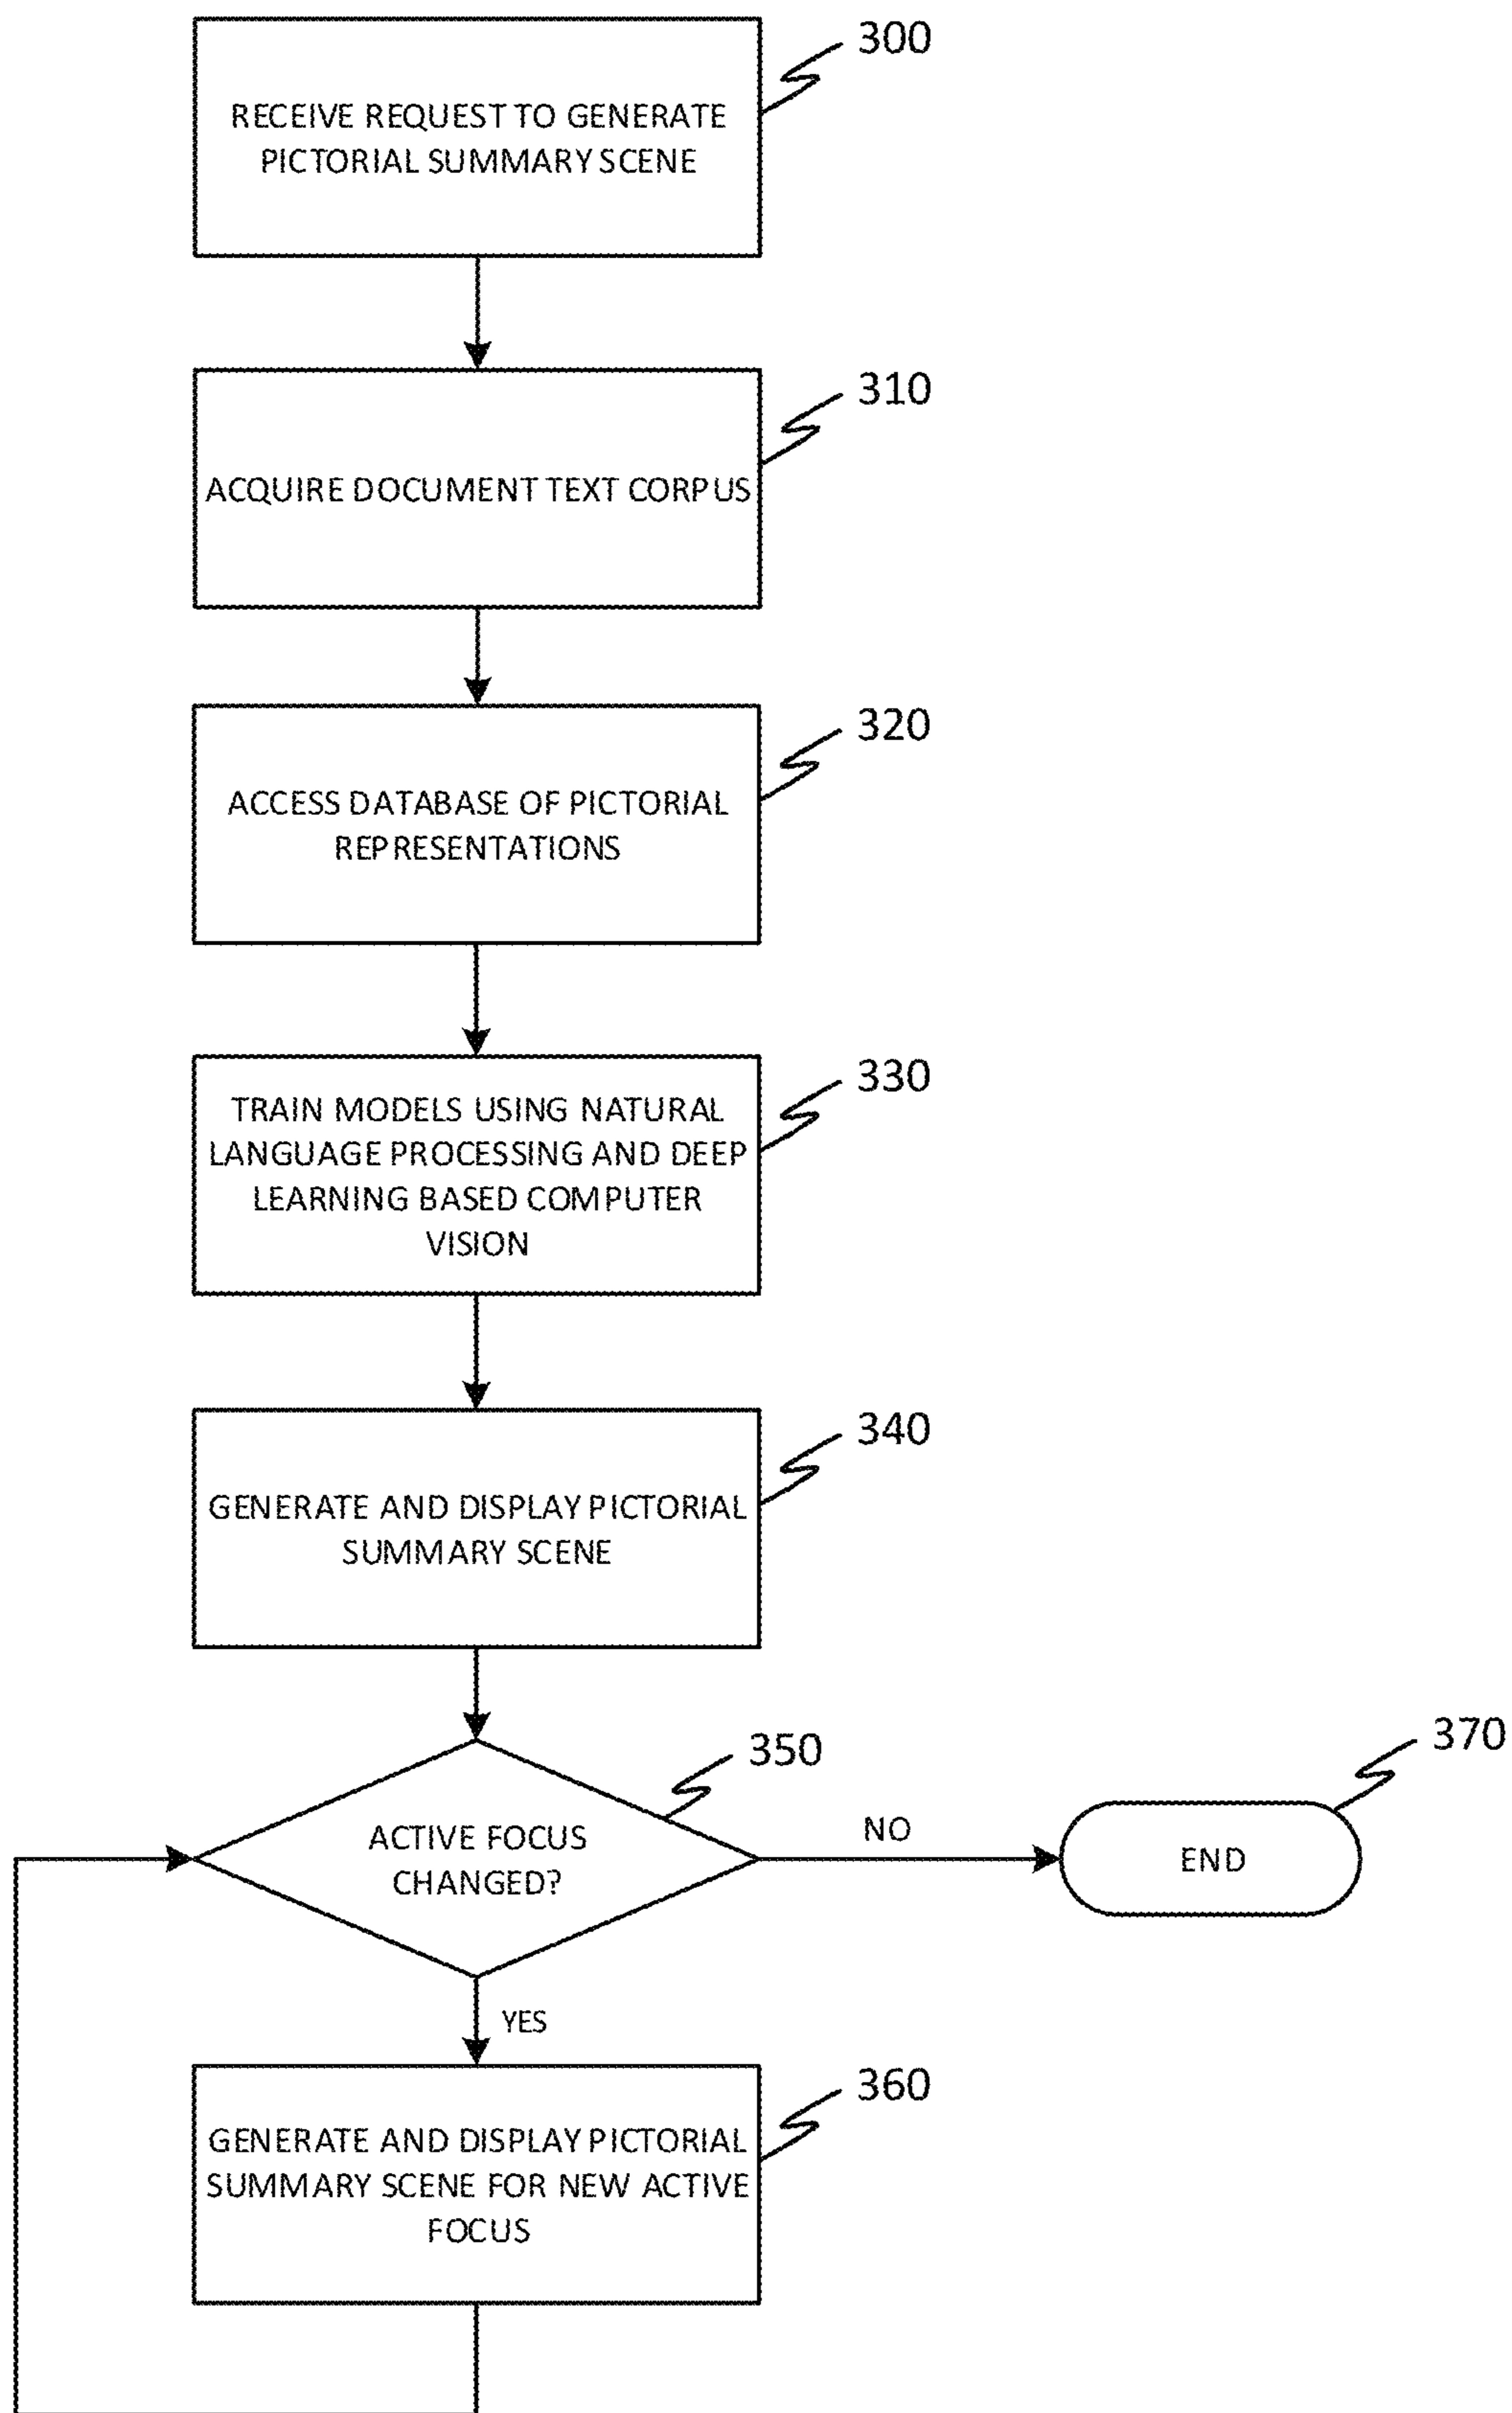 300
RECEIVE REQUEST TO GENERATE
PICTORIAL SUMMARY SCENE
310
ACQUIRE DOCUMENT TEXT CORPUS
320
ACCESS DATABASE OF PICTORIAL
REPRESENTATIONS
330
TRAIN MODELS USING NATURAL
LANGUAGE PROCESSING AND DEEP
LEARNING BASED COMPUTER
VISION
340
GENERATE AND DISPLAY PICTORIAL
SUMMARY SCENE
350
370
ACTIVE FOCUS
CHANGED?
NO
END
YES
360
GENERATE AND DISPLAY PICTORIAL
SUMMARY SCENE FOR NEW ACTIVE
FOCUS